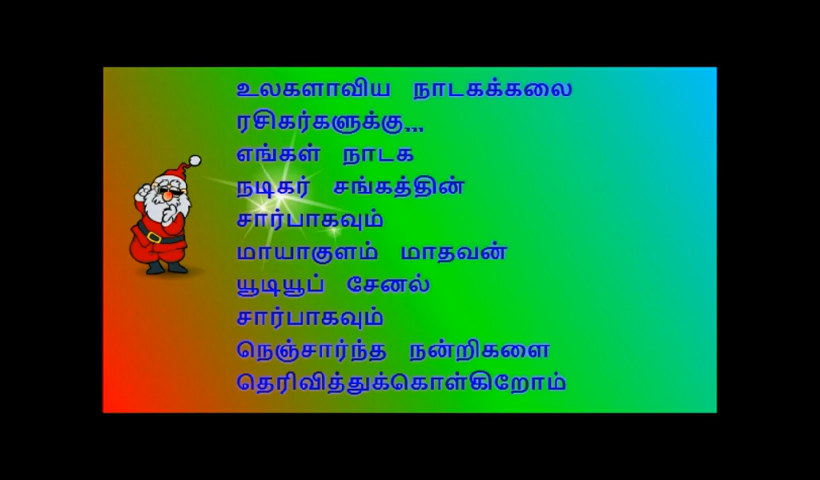 உலகளாவிய நாடகக்கலை
ரசிகர்களுக்கு...
எங்கள் நாடக
நடிகர் சங்கத்தின்
சார்பாகவும்
மாயாகுளம் மாதவன்
யூடியூப் சேனல்
சார்பாகவும்
நெஞ்சார்ந்த நன்றிகளை
தெரிவித்துக்கொள்கிறோம்